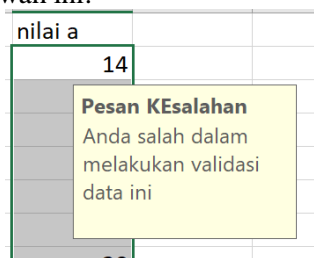 nilai a
14
Pesan KEsalahan
Anda salah dalam
melakukan validasi
data ini